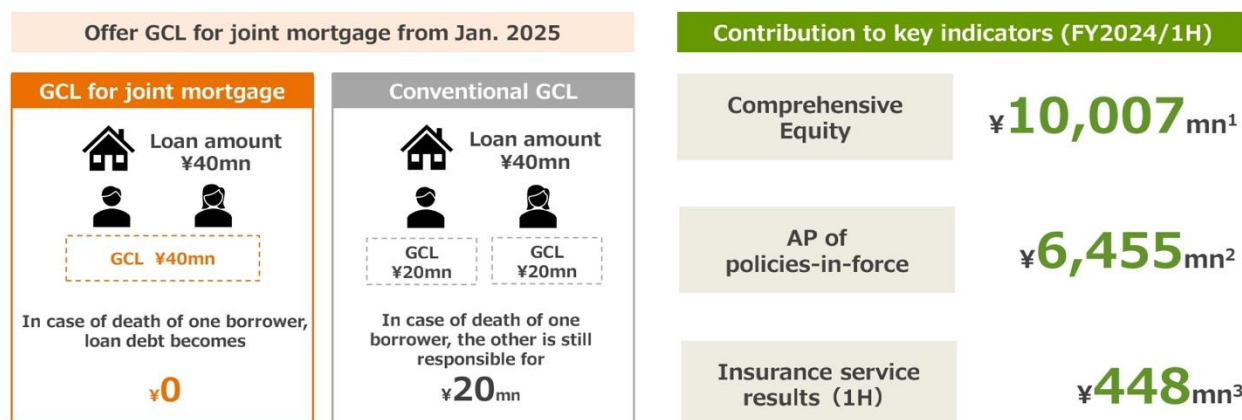 Offer GCL for joint mortgage from Jan. 2025
GCL for joint mortgage
Loan amount
¥40mn
GCL ¥40mn
In case of death of one borrower,
loan debt becomes
¥0
Conventional GCL
Loan amount
¥40mn
GCL
¥20mn
GCL
¥20mn
In case of death of one
borrower, the other is still
responsible for
¥20mn
Contribution to key indicators (FY2024/1H)
Comprehensive
Equity
¥10,007mn¹
AP of
policies-in-force
¥6,455mn²
Insurance service
results（1H）
¥448mn³